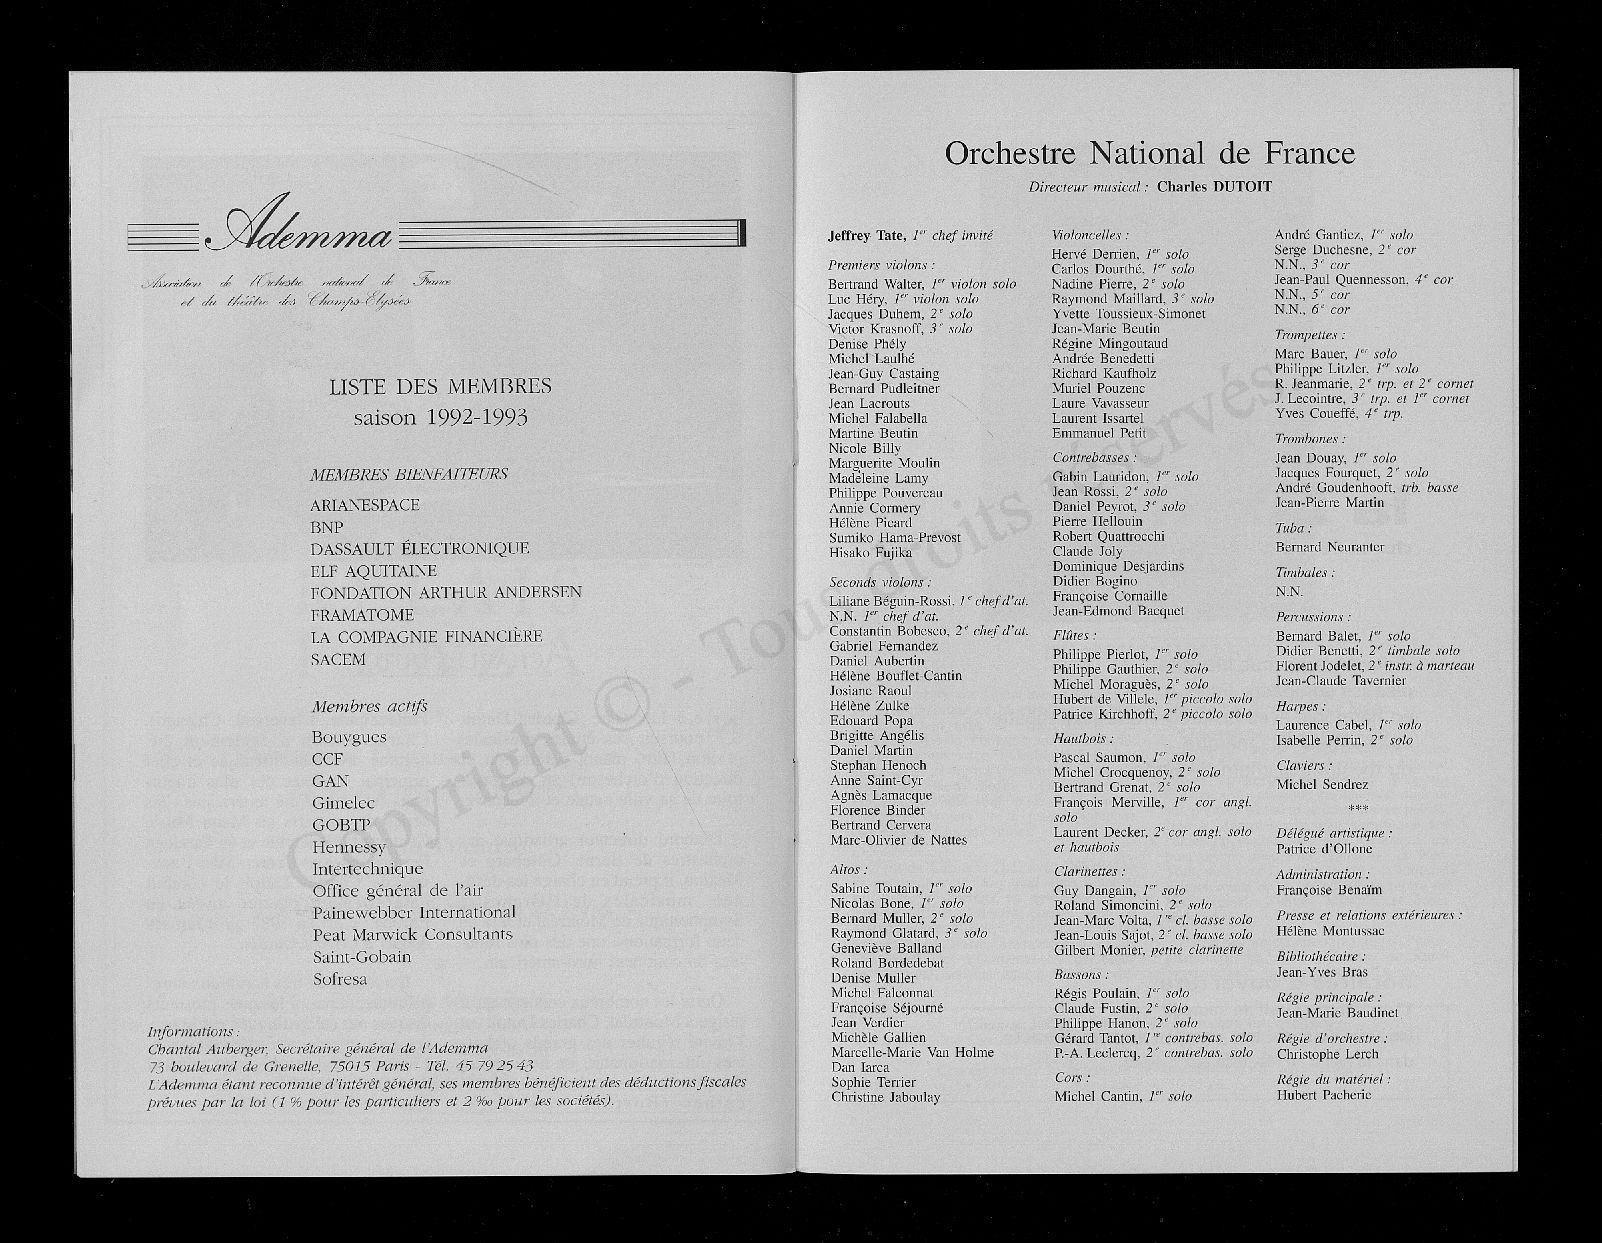 Ademma
Association de l'Orchestre national de France
et du théâtre des Champs-Elysées
LISTE DES MEMBRES
saison 1992-1993
MEMBRES BIENFAITEURS
ARIANESPACE
BNP
DASSAULT ÉLECTRONIQUE
ELF AQUITAINE
FONDATION ARTHUR ANDERSEN
FRAMATOME
LA COMPAGNIE FINANCIÈRE
SACEM
Membres actifs
Bouygues
CCF
GAN
Gimelec
GOBTP
Hennessy
Intertechnique
Office général de l'air
Painewebber International
Peat Marwick Consultants
Saint-Gobain
Sofresa
Informations :
Chantal Auberger, Secrétaire général de l'Ademma
73 boulevard de Grenelle, 75015 Paris - Tél. 45 79 25 43
L'Ademma étant reconnue d'intérêt général, ses membres bénéficient des déductions fiscales
prévues par la loi (1 % pour les particuliers et 2 ‰ pour les sociétés).
Orchestre National de France
Directeur musical : Charles DUTOIT
Jeffrey Tate, 1er chef invité
Premiers violons :
Bertrand Walter, 1er violon solo
Luc Héry, 1er violon solo
Jacques Duhem, 2e solo
Victor Krasnoff, 3e solo
Denise Phély
Michel Laulhé
Jean-Guy Castaing
Bernard Pudleitner
Jean Lacrouts
Michel Falabella
Martine Beutin
Nicole Billy
Marguerite Moulin
Madeleine Lamy
Philippe Pouvereau
Annie Cormery
Hélène Picard
Sumiko Hama-Prevost
Hisako Fujika
Seconds violons :
Liliane Béguin-Rossi, 1e chef d'at.
N.N. 1er chef d'at.
Constantin Bobesco, 2e chef d'at.
Gabriel Fernandez
Daniel Aubertin
Hélène Bouflet-Cantin
Josiane Raoul
Hélène Zulke
Edouard Popa
Brigitte Angélis
Daniel Martin
Stephan Henoch
Anne Saint-Cyr
Agnès Lamacque
Florence Binder
Bertrand Cervera
Marc-Olivier de Nattes
Altos :
Sabine Toutain, 1er solo
Nicolas Bone, 1er solo
Bernard Muller, 2e solo
Raymond Glatard, 3e solo
Geneviève Balland
Roland Bordedebat
Denise Muller
Michel Falconnat
Françoise Séjourné
Jean Verdier
Michèle Gallien
Marcelle-Marie Van Holme
Dan Iarca
Sophie Terrier
Christine Jaboulay
Violoncelles :
Hervé Derrien, 1er solo
Carlos Dourthé, 1er solo
Nadine Pierre, 2e solo
Raymond Maillard, 3e solo
Yvette Toussieux-Simonet
Jean-Marie Beutin
Régine Mingoutaud
Andrée Benedetti
Richard Kaufholz
Muriel Pouzenc
Laure Vavasseur
Laurent Issartel
Emmanuel Petit
Contrebasses :
Gabin Lauridon, 1er solo
Jean Rossi, 2e solo
Daniel Peyrot, 3e solo
Pierre Hellouin
Robert Quattrocchi
Claude Joly
Dominique Desjardins
Didier Bogino
Françoise Cornaille
Jean-Edmond Bacquet
Flûtes :
Philippe Pierlot, 1er solo
Philippe Gauthier, 2e solo
Michel Moraguès, 2e solo
Hubert de Villele, 1er piccolo solo
Patrice Kirchhoff, 2e piccolo solo
Hautbois :
Pascal Saumon, 1er solo
Michel Crocquenoy, 2e solo
Bertrand Grenat, 2e solo
François Merville, 1er cor angl.
solo
Laurent Decker, 2e cor angl. solo
et hautbois
Clarinettes :
Guy Dangain, 1er solo
Roland Simoncini, 2e solo
Jean-Marc Volta, 1re cl. basse solo
Jean-Louis Sajot, 2e cl. basse solo
Gilbert Monier, petite clarinette
Bassons :
Régis Poulain, 1er solo
Claude Fustin, 2e solo
Philippe Hanon, 2e solo
Gérard Tantot, 1re contrebas. solo
P.-A. Leclercq, 2e contrebas. solo
Cors :
Michel Cantin, 1er solo
André Gantiez, 1er solo
Serge Duchesne, 2e cor
N.N., 3e cor
Jean-Paul Quennesson, 4e cor
N.N., 5e cor
N.N., 6e cor
Trompettes :
Marc Bauer, 1er solo
Philippe Litzler, 1er solo
R. Jeanmarie, 2e trp. et 2e cornet
J. Lecointre, 3e trp. et 1er cornet
Yves Coueffé, 4e trp.
Trombones :
Jean Douay, 1er solo
Jacques Fourquet, 2e solo
André Goudenhooft, trb. basse
Jean-Pierre Martin
Tuba :
Bernard Neuranter
Timbales :
N.N.
Percussions :
Bernard Balet, 1er solo
Didier Benetti, 2e timbale solo
Florent Jodelet, 2e instr. à marteau
Jean-Claude Tavernier
Harpes :
Laurence Cabel, 1er solo
Isabelle Perrin, 2e solo
Claviers :
Michel Sendrez
***
Délégué artistique :
Patrice d'Ollone
Administration :
Françoise Benaïm
Presse et relations extérieures :
Hélène Montussac
Bibliothécaire :
Jean-Yves Bras
Régie principale :
Jean-Marie Baudinet
Régie d'orchestre :
Christophe Lerch
Régie du matériel :
Hubert Pacheric
Copyright © - Tous droits réservés